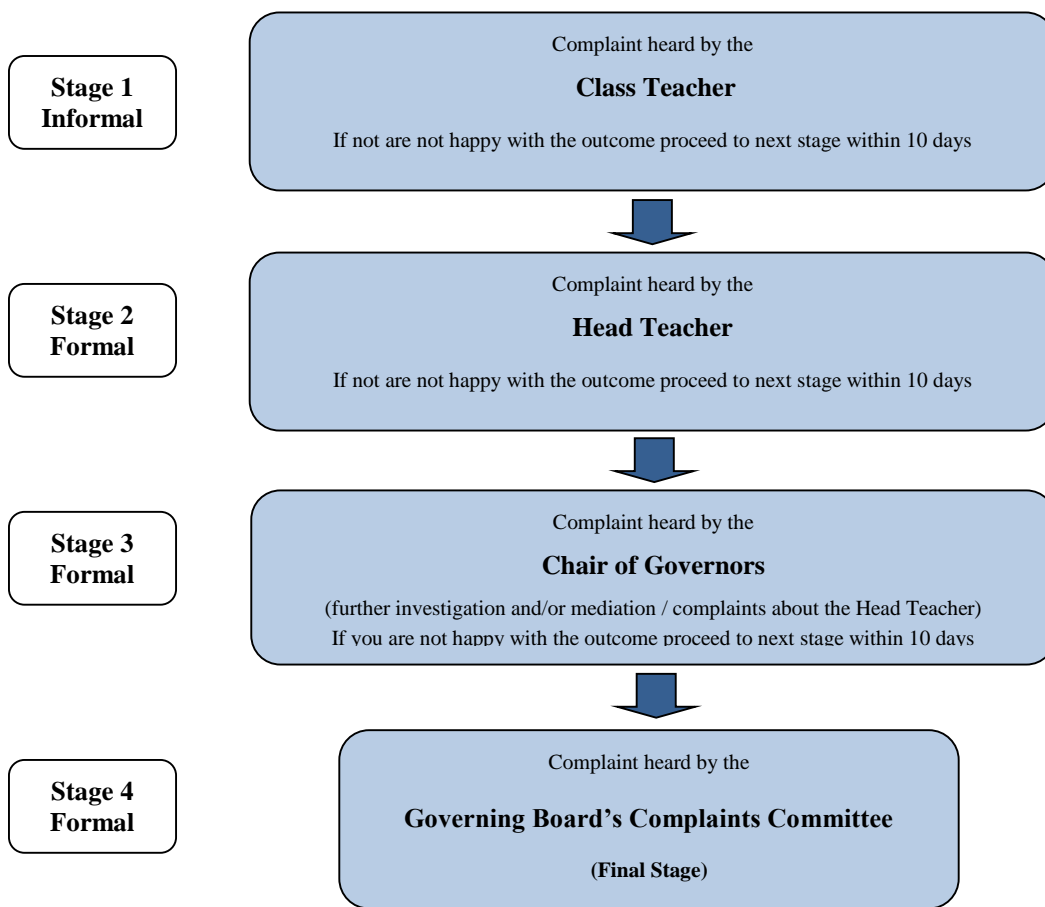 Stage 1
Informal
Complaint heard by the
Class Teacher
If not are not happy with the outcome proceed to next stage within 10 days
Stage 2
Formal
Complaint heard by the
Head Teacher
If not are not happy with the outcome proceed to next stage within 10 days
Stage 3
Formal
Complaint heard by the
Chair of Governors
(further investigation and/or mediation / complaints about the Head Teacher)
If you are not happy with the outcome proceed to next stage within 10 days
Stage 4
Formal
Complaint heard by the
Governing Board’s Complaints Committee
(Final Stage)